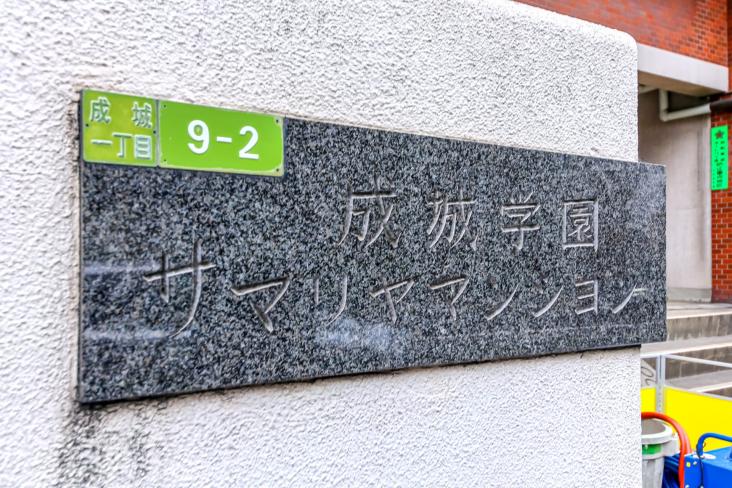 成城
一丁目
9-2
成城学園
サマリヤマンシヨン